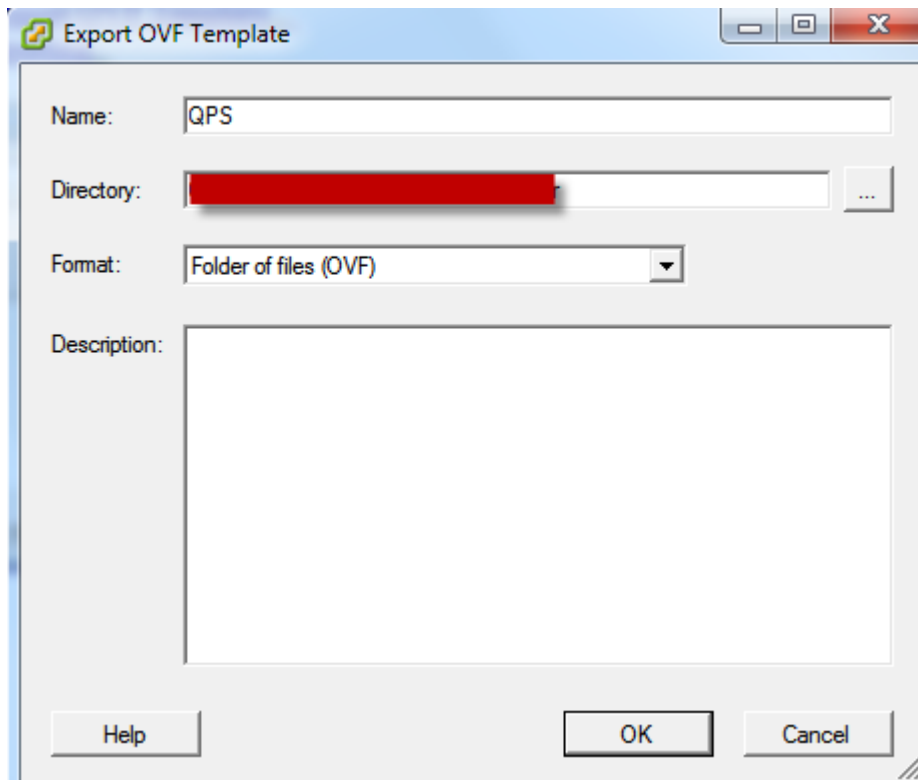 Export OVF Template
Name: QPS
Directory: ...
Format: Folder of files (OVF)
Description:
Help OK Cancel